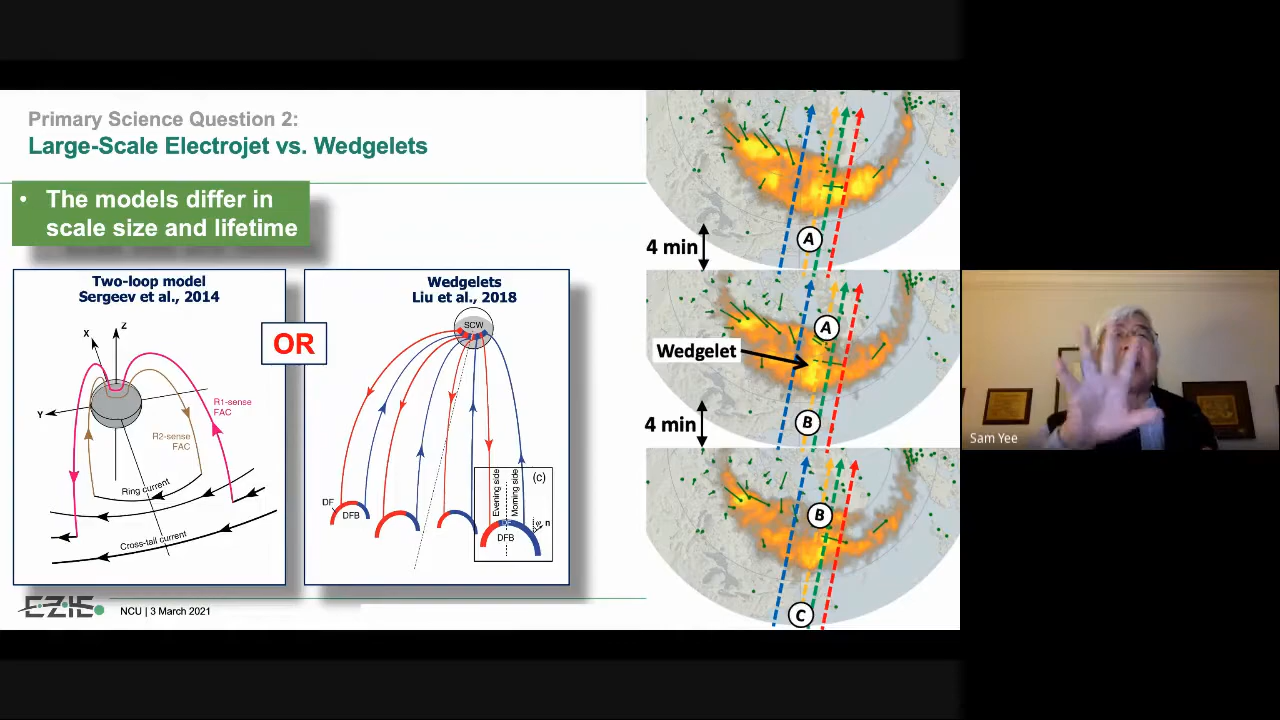 Primary Science Question 2:
Large-Scale Electrojet vs. Wedgelets
• The models differ in
scale size and lifetime
Two-loop model
Sergeev et al., 2014
X
Z
Y
R1-sense
FAC
R2-sense
FAC
Ring current
Cross-tail current
OR
Wedgelets
Liu et al., 2018
SCW
DF
DFB
Evening side
Morning side
(c)
DF
n
DFB
A
4 min
A
Wedgelet
B
4 min
B
C
EZIE
NCU | 3 March 2021
Sam Yee